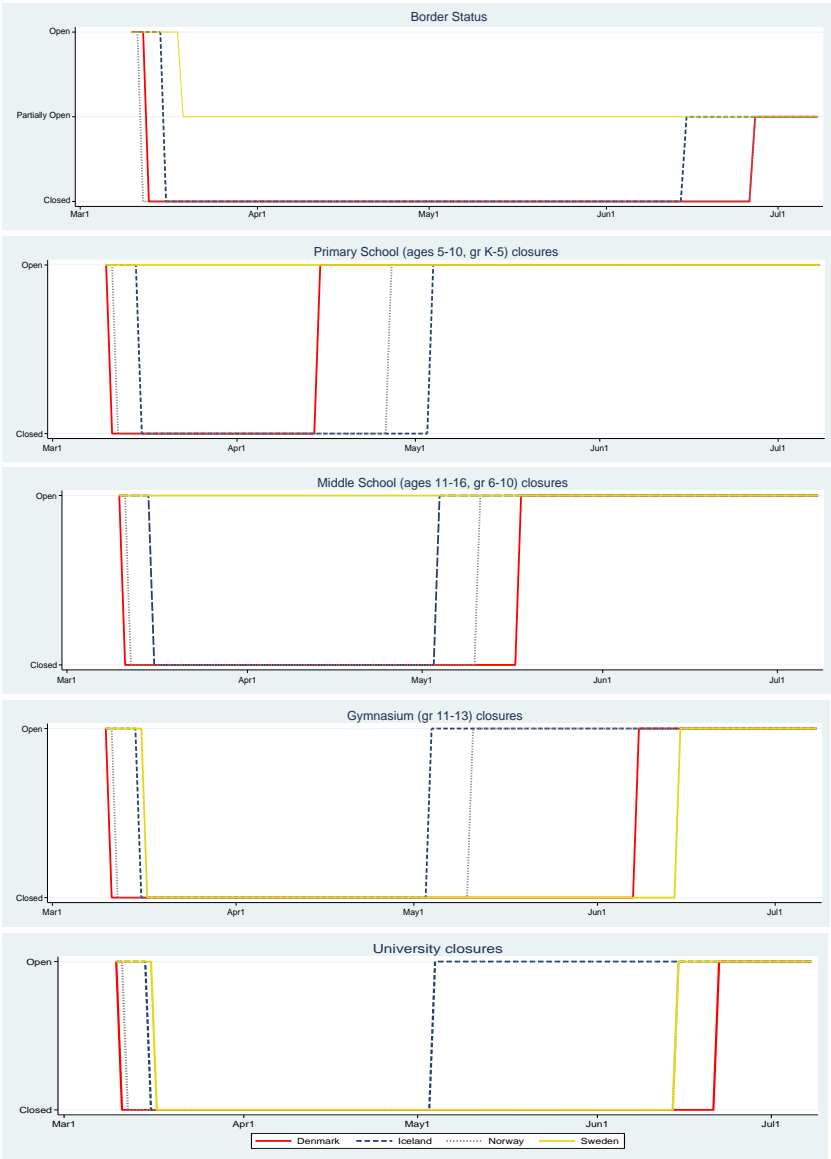 Border Status
Open
Partially Open
Closed
Mar1 Apr1 May1 Jun1 Jul1
Primary School (ages 5-10, gr K-5) closures
Open
Closed
Mar1 Apr1 May1 Jun1 Jul1
Middle School (ages 11-16, gr 6-10) closures
Open
Closed
Mar1 Apr1 May1 Jun1 Jul1
Gymnasium (gr 11-13) closures
Open
Closed
Mar1 Apr1 May1 Jun1 Jul1
University closures
Open
Closed
Mar1 Apr1 May1 Jun1 Jul1
Denmark Iceland Norway Sweden